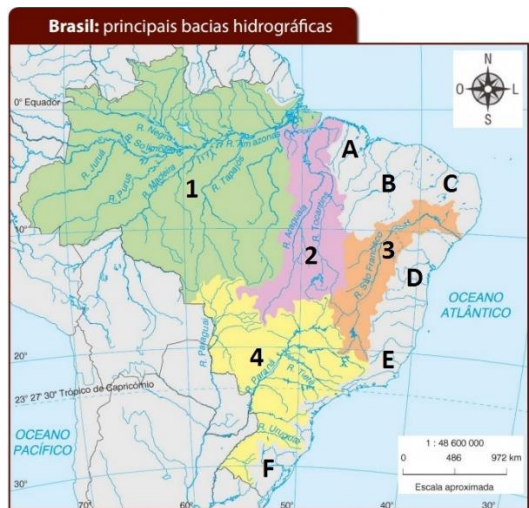 Brasil: principais bacias hidrográficas
N
O
L
S
0° Equador
R. Negro
R. Solimões
R. Amazonas
R. Juruá
R. Purus
R. Madeira
R. Tapajós
1
A
B
C
R. Araguaia
R. Tocantins
2
3
R. São Francisco
D
10°
OCEANO
ATLÂNTICO
R. Paraguai
4
E
20°
R. Paraná
R. Tietê
23° 27' 30" Trópico de Capricórnio
R. Uruguai
OCEANO
PACÍFICO
F
30°
1 : 48 600 000
0 486 972 km
Escala aproximada
70° 60° 50° 40° 30°